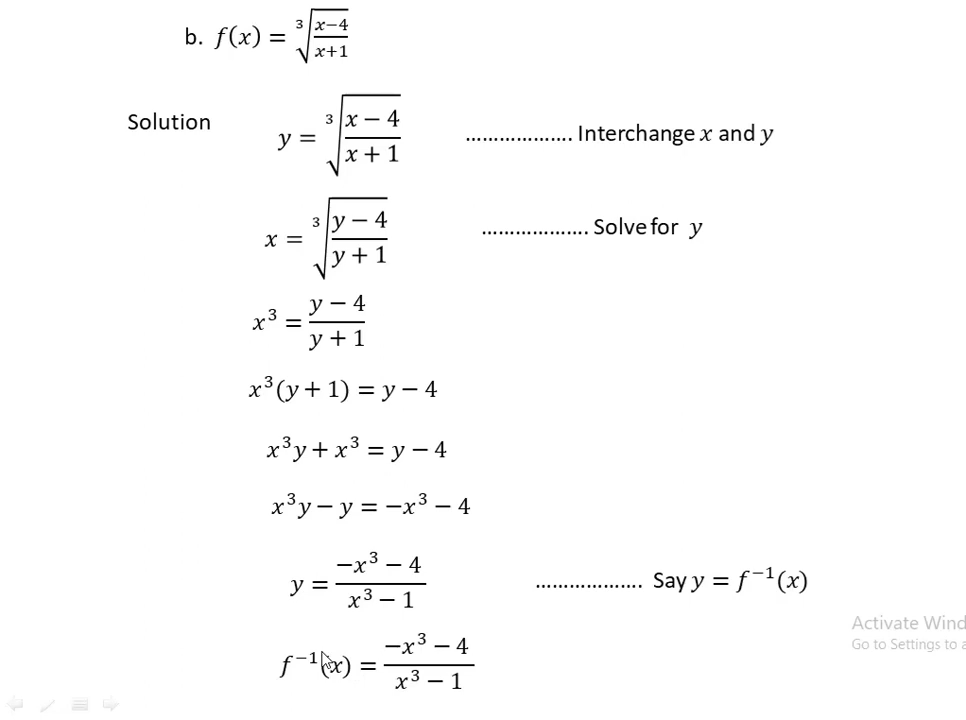 b. f(x) = ∛((x−4)/(x+1))
Solution y = ∛((x − 4)/(x + 1)) ................... Interchange x and y
x = ∛((y − 4)/(y + 1)) ................... Solve for y
x³ = (y − 4)/(y + 1)
x³(y + 1) = y − 4
x³y + x³ = y − 4
x³y − y = −x³ − 4
y = (−x³ − 4)/(x³ − 1) ................... Say y = f⁻¹(x)
Activate Wind
Go to Settings to a
f⁻¹(x) = (−x³ − 4)/(x³ − 1)